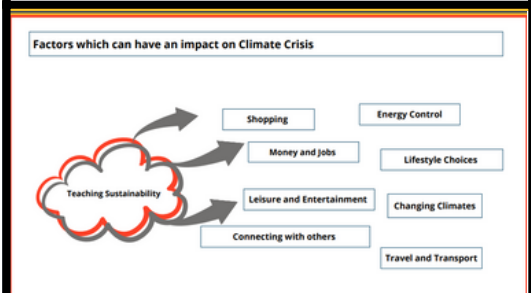 Factors which can have an impact on Climate Crisis
Shopping
Energy Control
Money and Jobs
Lifestyle Choices
Teaching Sustainability
Leisure and Entertainment
Changing Climates
Connecting with others
Travel and Transport